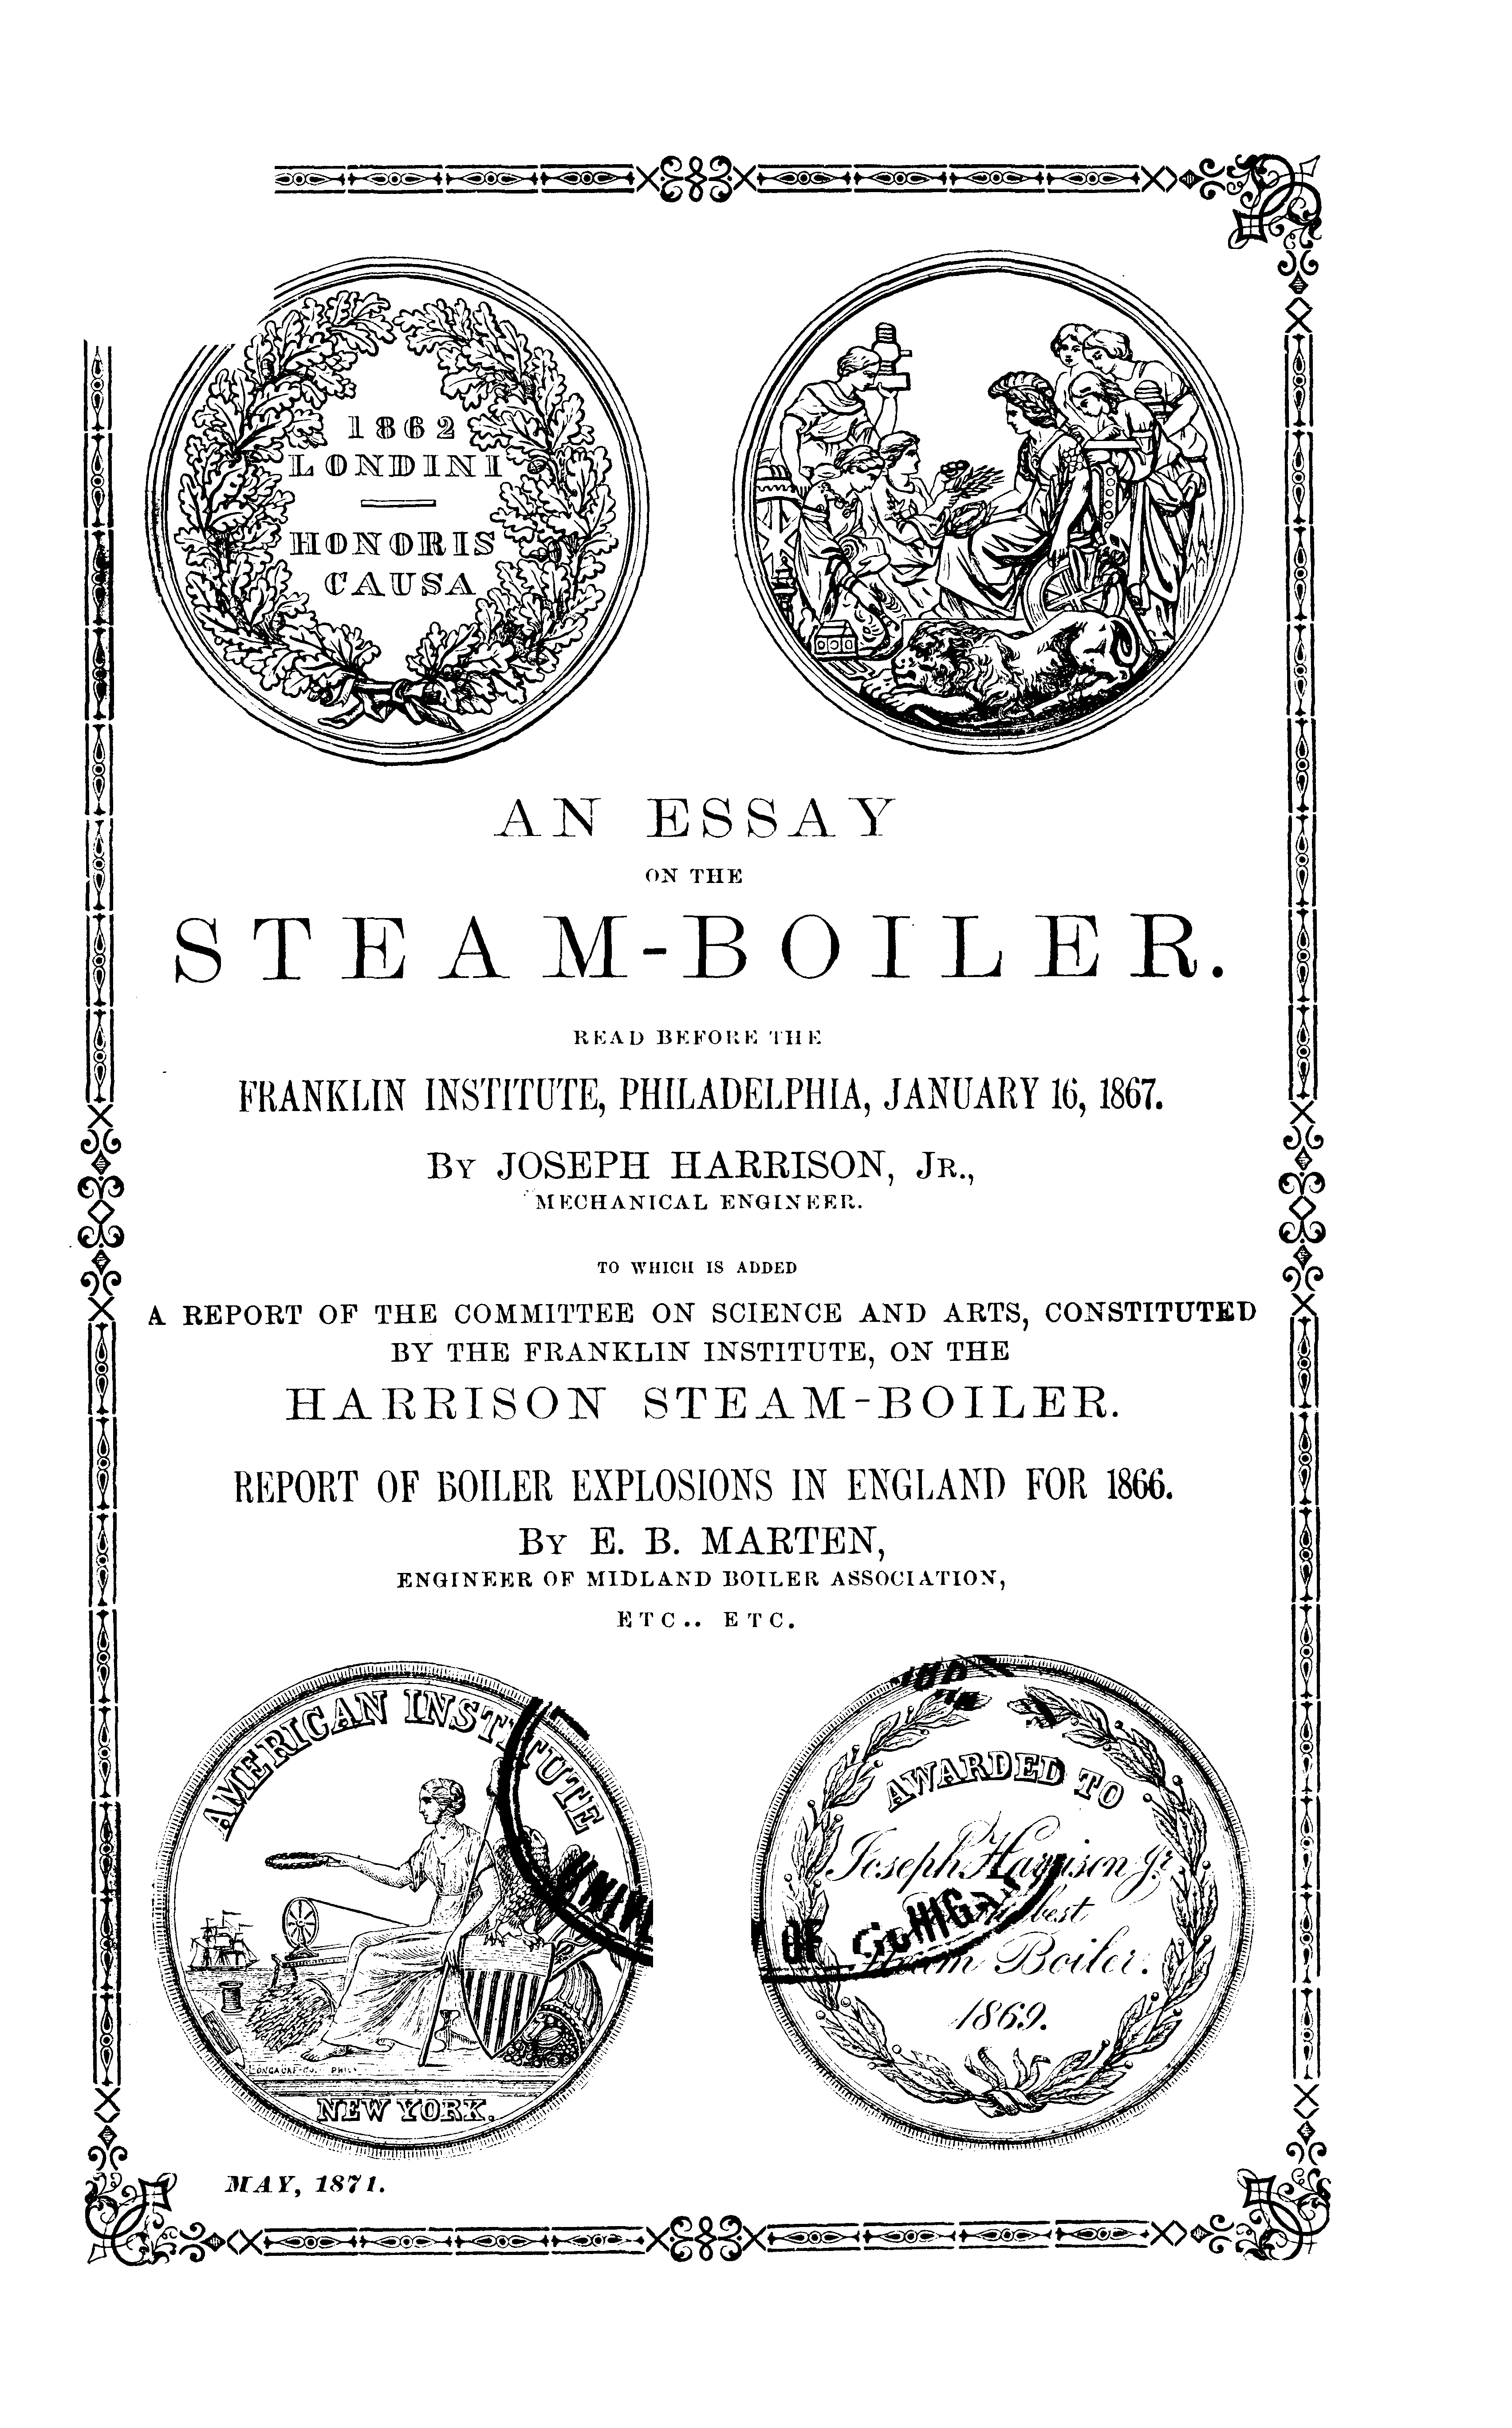 1862
LONDINI
HONORIS
CAUSA
AN ESSAY
ON THE
STEAM-BOILER.
READ BEFORE THE
FRANKLIN INSTITUTE, PHILADELPHIA, JANUARY 16, 1867.
BY JOSEPH HARRISON, JR.,
MECHANICAL ENGINEER.
TO WHICH IS ADDED
A REPORT OF THE COMMITTEE ON SCIENCE AND ARTS, CONSTITUTED
BY THE FRANKLIN INSTITUTE, ON THE
HARRISON STEAM-BOILER.
REPORT OF BOILER EXPLOSIONS IN ENGLAND FOR 1866.
BY E. B. MARTEN,
ENGINEER OF MIDLAND BOILER ASSOCIATION,
ETC.. ETC.
AMERICAN INSTITUTE
NEW YORK.
AWARDED TO
Joseph Harrison Jr.
best
Steam Boiler.
1869.
OF
MAY, 1871.